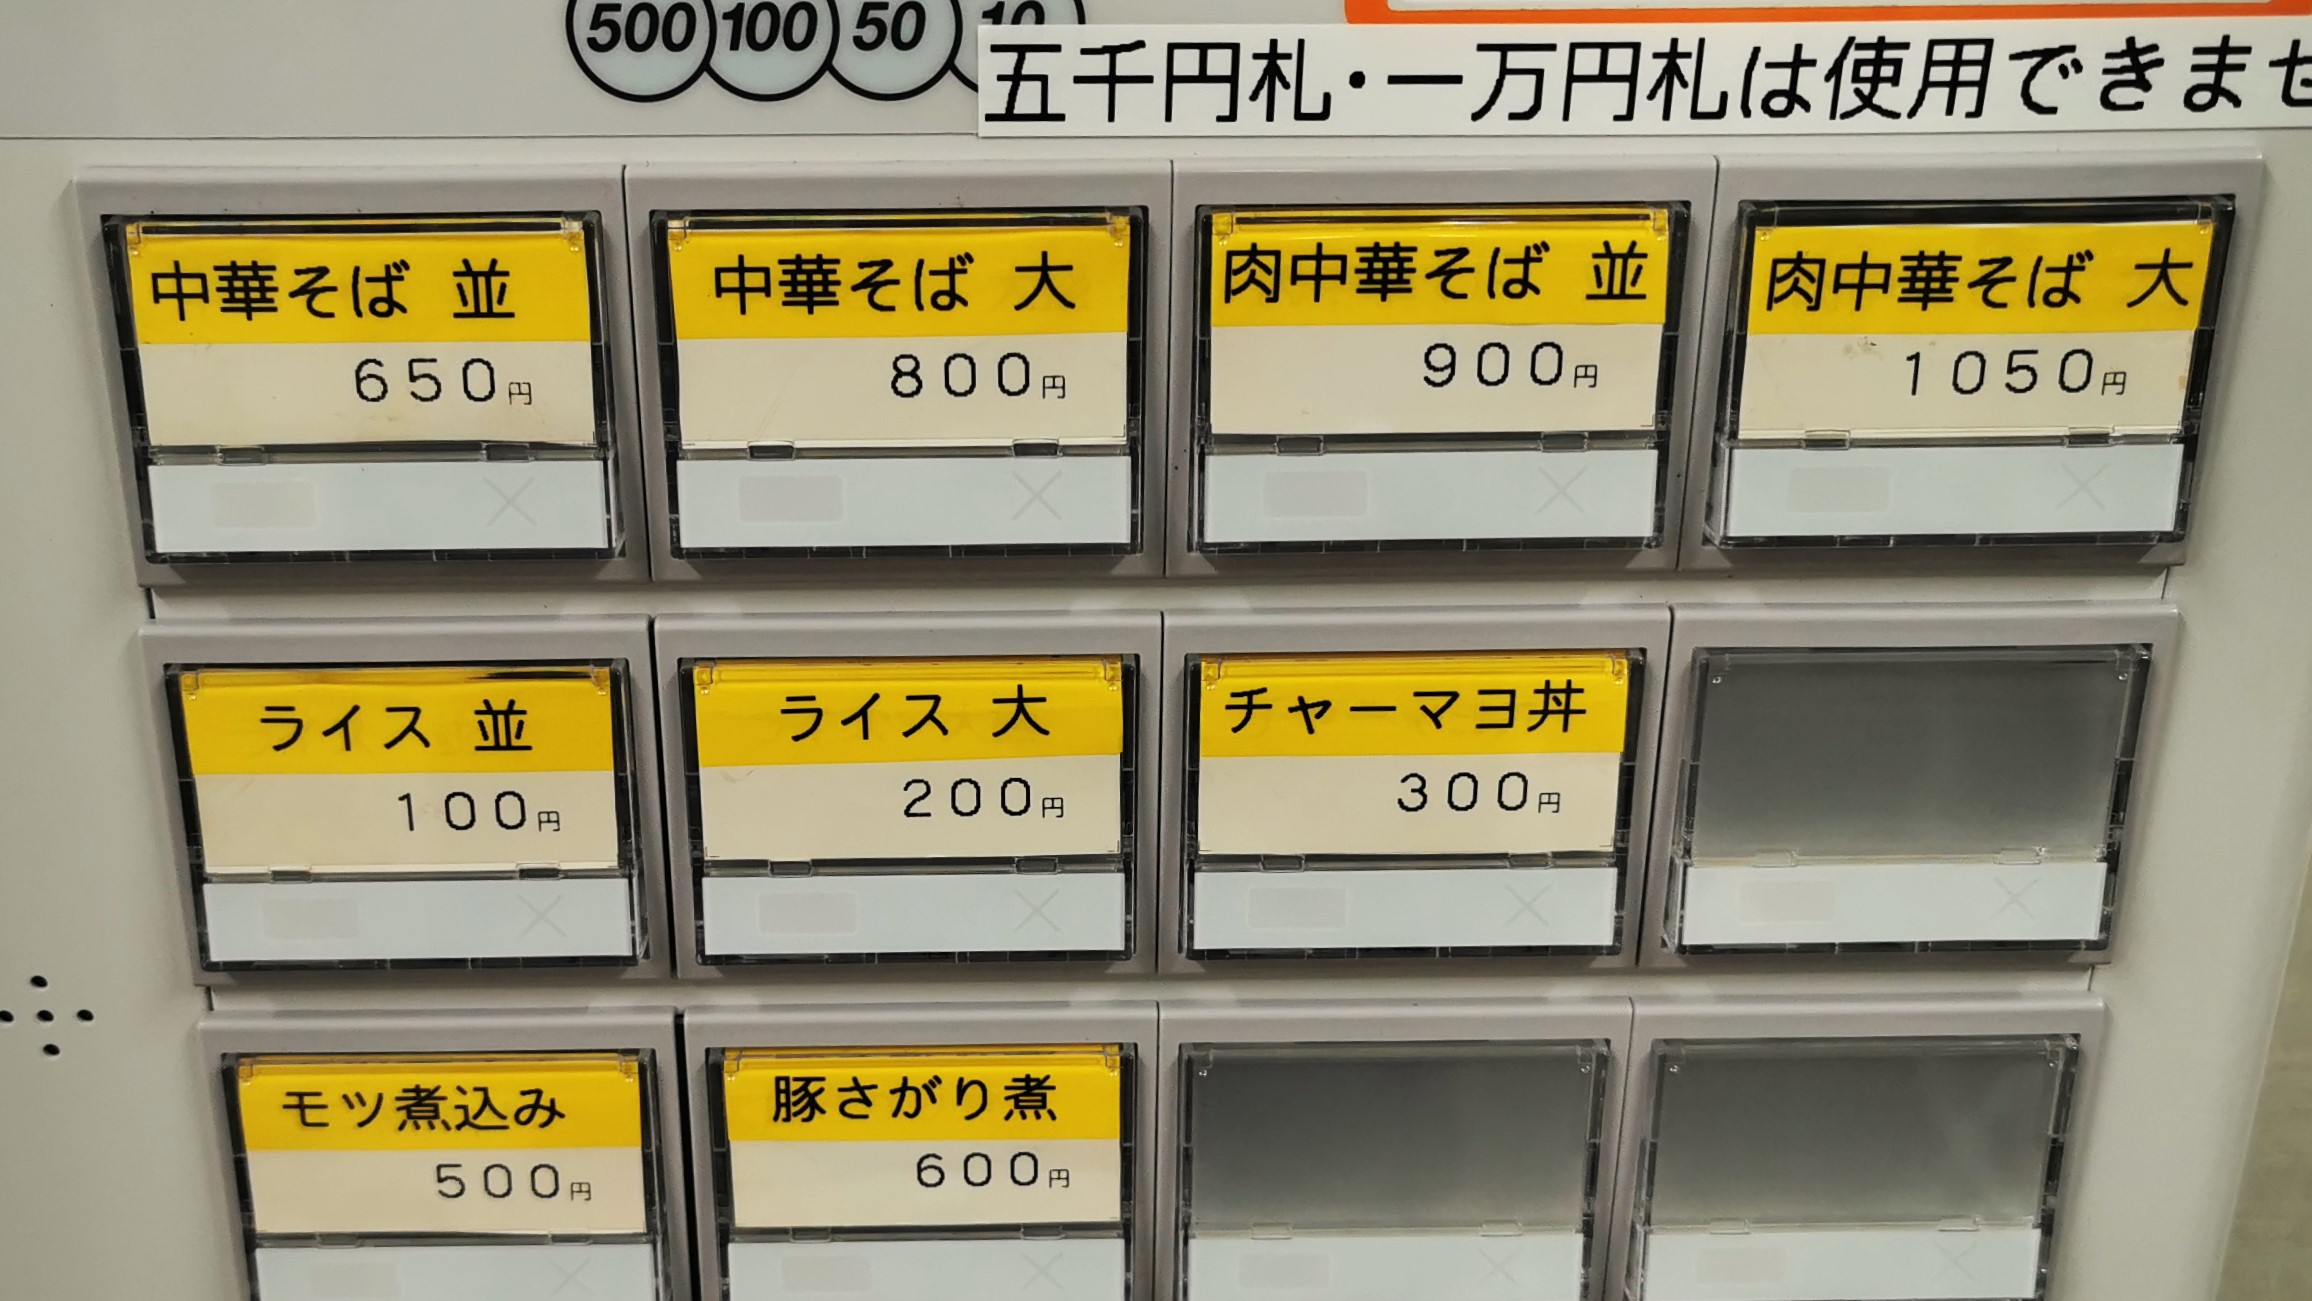 500 100 50 10
五千円札・一万円札は使用できませ
中華そば 並
650円
中華そば 大
800円
肉中華そば 並
900円
肉中華そば 大
1050円
ライス 並
100円
ライス 大
200円
チャーマヨ丼
300円
モツ煮込み
500円
豚さがり煮
600円